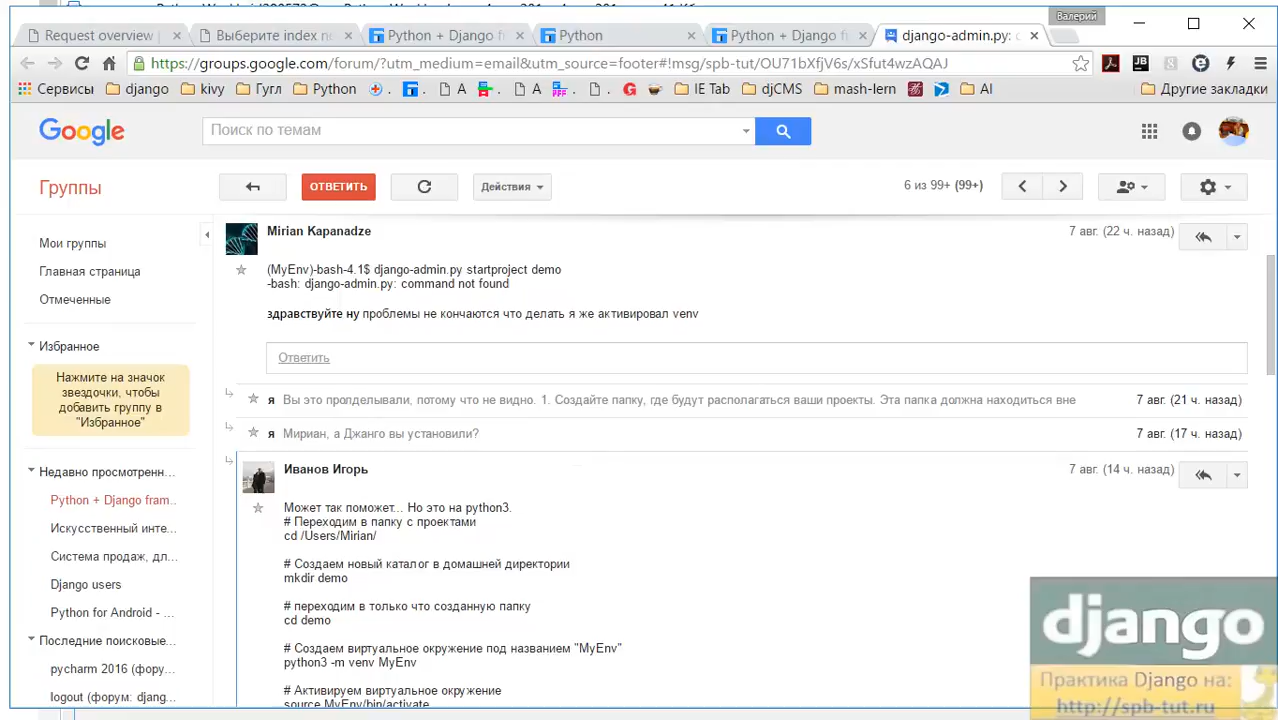 Валерий
Request overview
Выберите index n
Python + Django f
Python
Python + Django f
django-admin.py: c
https://groups.google.com/forum/?utm_medium=email&utm_source=footer#!msg/spb-tut/OU71bXfjV6s/xSfut4wzAQAJ
Сервисы
django
kivy
Гугл
Python
.
A
.
A
.
IE Tab
djCMS
mash-lern
AI
Другие закладки
Google
Поиск по темам
Группы
ОТВЕТИТЬ
Действия
6 из 99+ (99+)
Мои группы
Главная страница
Отмеченные
Избранное
Нажмите на значок
звездочки, чтобы
добавить группу в
"Избранное"
Недавно просмотренн...
Python + Django fram..
Искусственный инте...
Система продаж, дл...
Django users
Python for Android - ...
Последние поисковые...
pycharm 2016 (фору...
logout (форум: djang...
Mirian Kapanadze
7 авг. (22 ч. назад)
(MyEnv)-bash-4.1$ django-admin.py startproject demo
-bash: django-admin.py: command not found
здравствуйте ну проблемы не кончаются что делать я же активировал venv
Ответить
я Вы это пролделывали, потому что не видно. 1. Создайте папку, где будут располагаться ваши проекты. Эта папка должна находиться вне
7 авг. (21 ч. назад)
я Мириан, а Джанго вы установили?
7 авг. (17 ч. назад)
Иванов Игорь
7 авг. (14 ч. назад)
Может так поможет... Но это на python3.
# Переходим в папку с проектами
cd /Users/Mirian/
# Создаем новый каталог в домашней директории
mkdir demo
# переходим в только что созданную папку
cd demo
# Создаем виртуальное окружение под названием "MyEnv"
python3 -m venv MyEnv
# Активируем виртуальное окружение
source MyEnv/bin/activate
django
Практика Django на:
http://spb-tut.ru